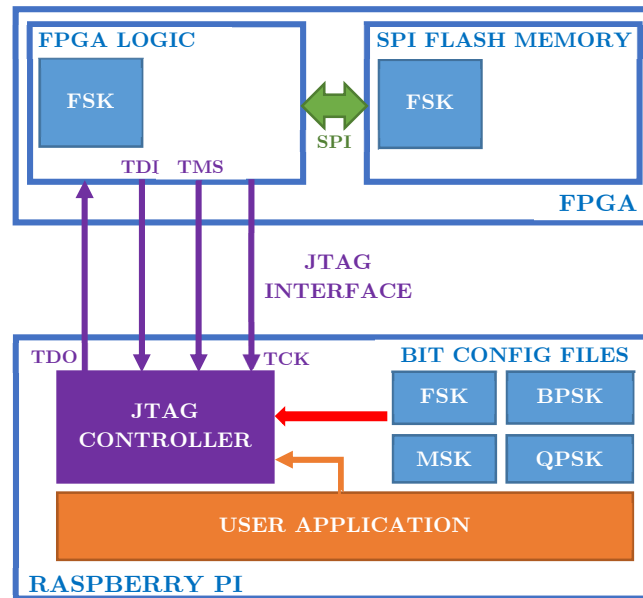 FPGA LOGIC
SPI FLASH MEMORY
FSK
FSK
SPI
TDI TMS
FPGA
JTAG
INTERFACE
TDO
TCK
BIT CONFIG FILES
JTAG
CONTROLLER
FSK
BPSK
MSK
QPSK
USER APPLICATION
RASPBERRY PI